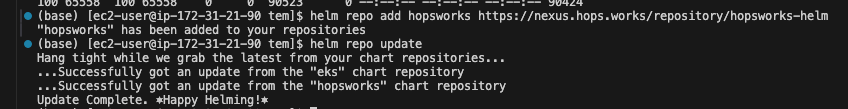 100 65558 100 65558 0 0 90523 0 --:--:-- --:--:-- --:--:-- 90424
(base) [ec2-user@ip-172-31-21-90 tem]$ helm repo add hopsworks https://nexus.hops.works/repository/hopsworks-helm
"hopsworks" has been added to your repositories
(base) [ec2-user@ip-172-31-21-90 tem]$ helm repo update
Hang tight while we grab the latest from your chart repositories...
...Successfully got an update from the "eks" chart repository
...Successfully got an update from the "hopsworks" chart repository
Update Complete. *Happy Helming!*